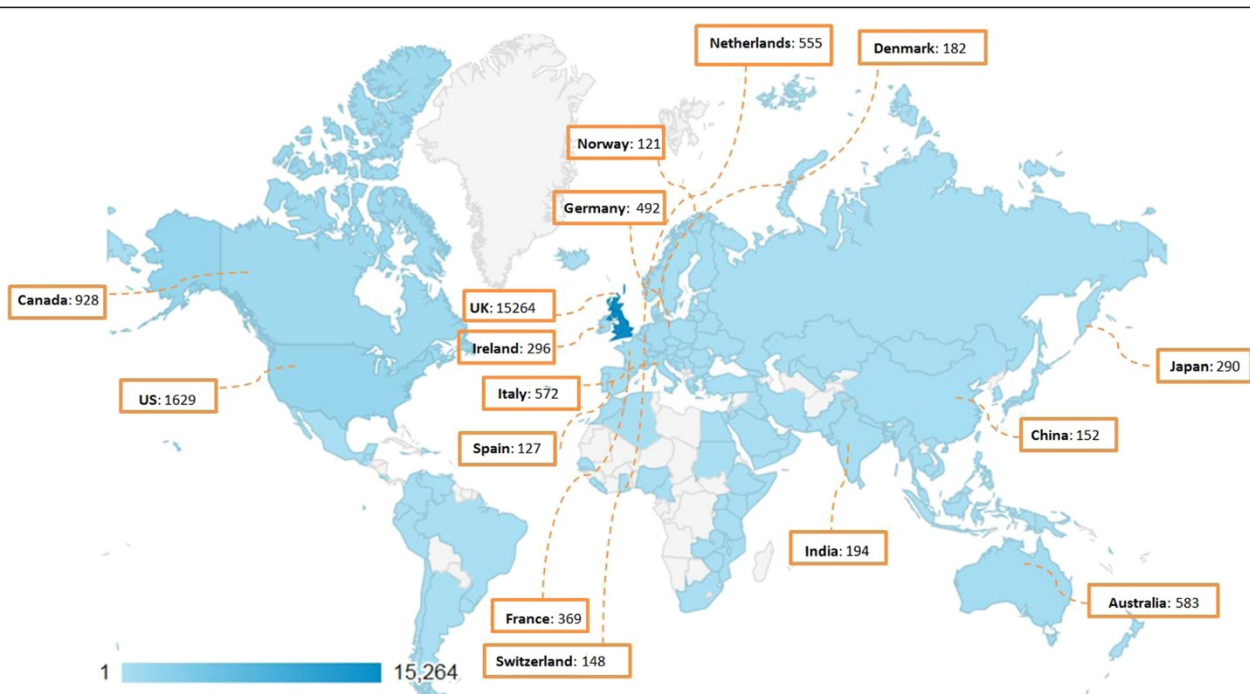 Netherlands: 555
Denmark: 182
Norway: 121
Germany: 492
Canada: 928
UK: 15264
Ireland: 296
Japan: 290
US: 1629
Italy: 572
China: 152
Spain: 127
India: 194
Australia: 583
France: 369
Switzerland: 148
1 15,264